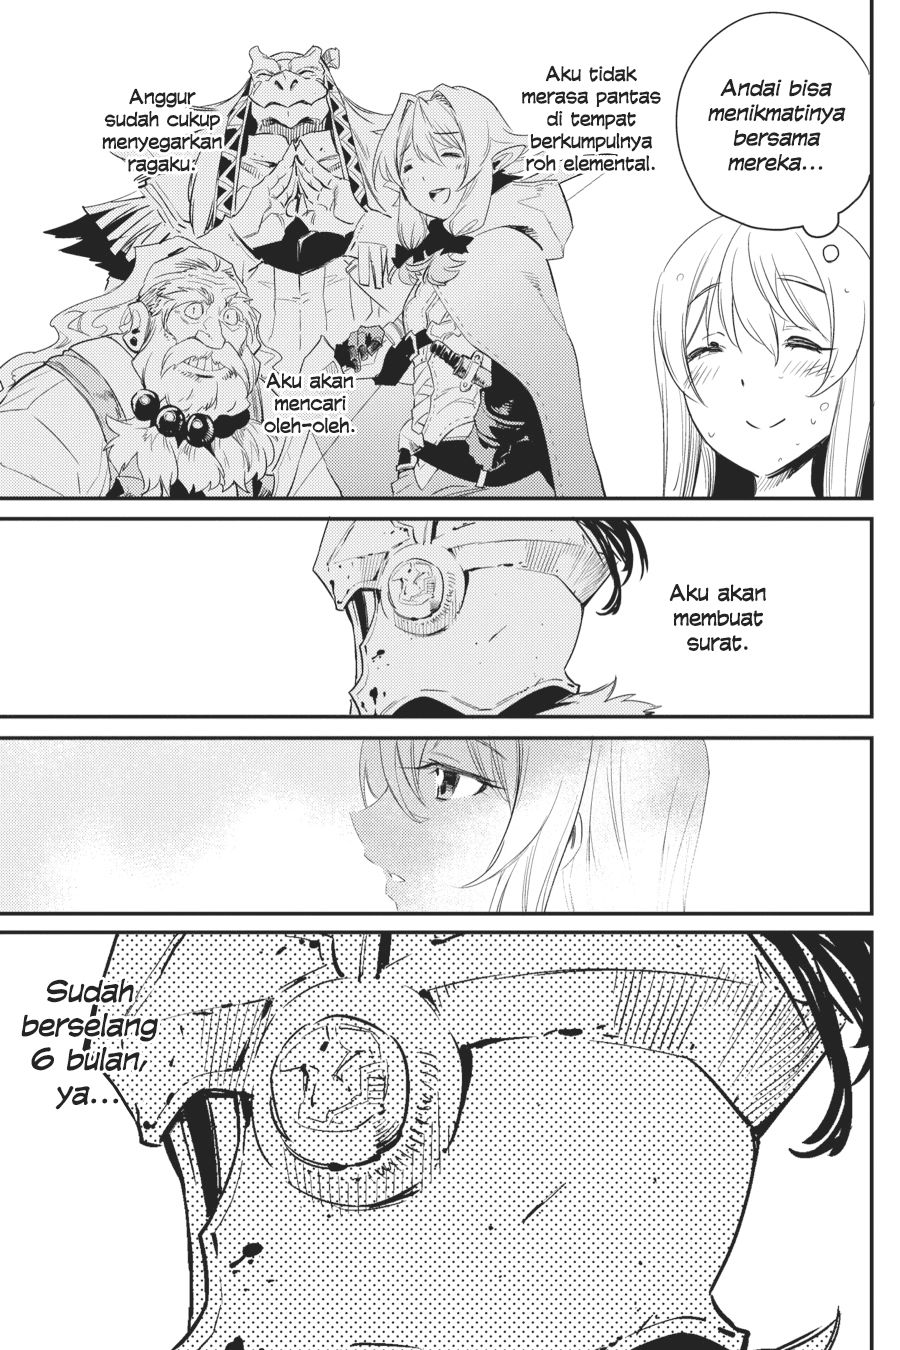 Andai bisa
menikmatinya
bersama
mereka...
Aku tidak
merasa pantas
di tempat
berkumpulnya
roh elemental.
Anggur
sudah cukup
menyegarkan
ragaku.
Aku akan
mencari
oleh-oleh.
Aku akan
membuat
surat.
Sudah
berselang
6 bulan,
ya...